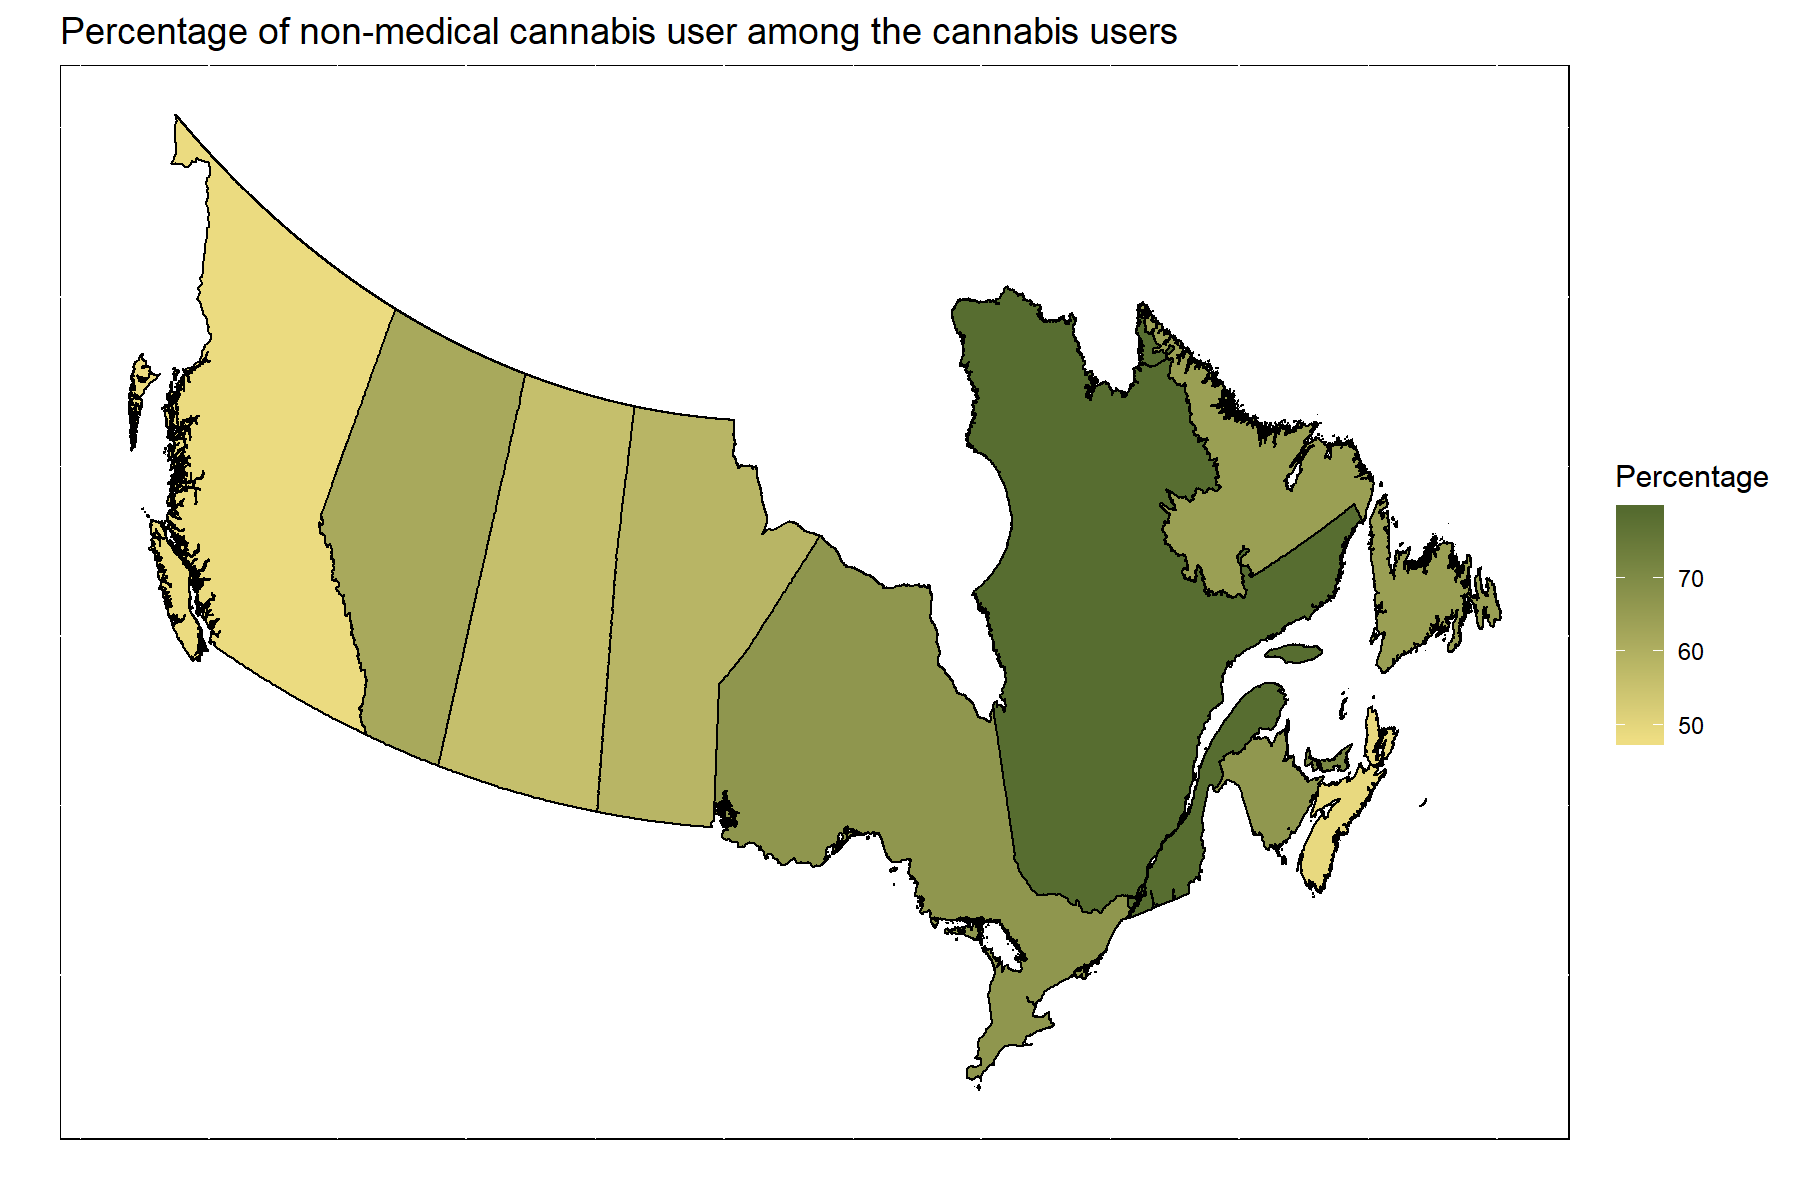 Percentage of non-medical cannabis user among the cannabis users
Percentage
70
60
50